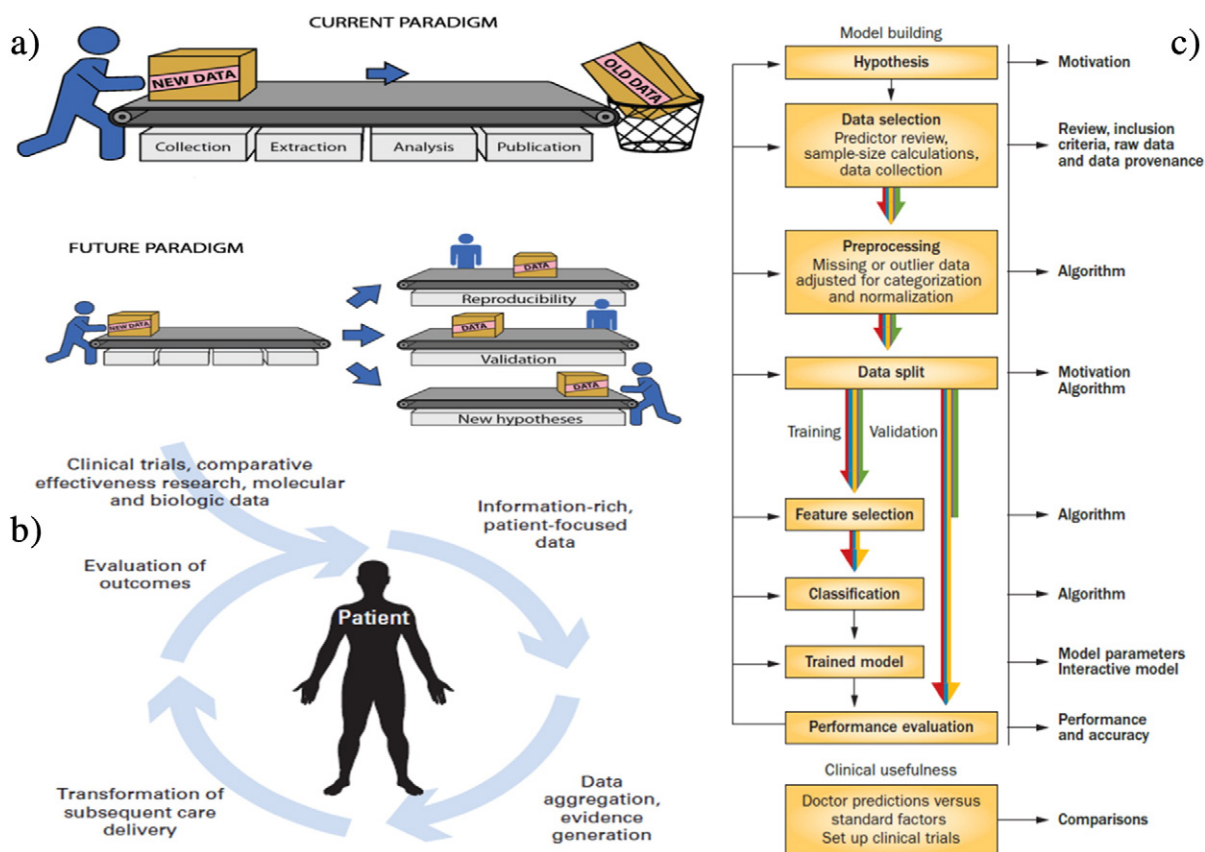 a)
CURRENT PARADIGM
NEW DATA
OLD DATA
Collection
Extraction
Analysis
Publication
FUTURE PARADIGM
NEW DATA
DATA
Reproducibility
DATA
Validation
DATA
New hypotheses
b)
Clinical trials, comparative
effectiveness research, molecular
and biologic data
Information-rich,
patient-focused
data
Evaluation of
outcomes
Patient
Transformation of
subsequent care
delivery
Data
aggregation,
evidence
generation
c)
Model building
Hypothesis
Motivation
Data selection
Predictor review,
sample-size calculations,
data collection
Review, inclusion
criteria, raw data
and data provenance
Preprocessing
Missing or outlier data
adjusted for categorization
and normalization
Algorithm
Data split
Motivation
Algorithm
Training
Validation
Feature selection
Algorithm
Classification
Algorithm
Trained model
Model parameters
Interactive model
Performance evaluation
Performance
and accuracy
Clinical usefulness
Doctor predictions versus
standard factors
Set up clinical trials
Comparisons